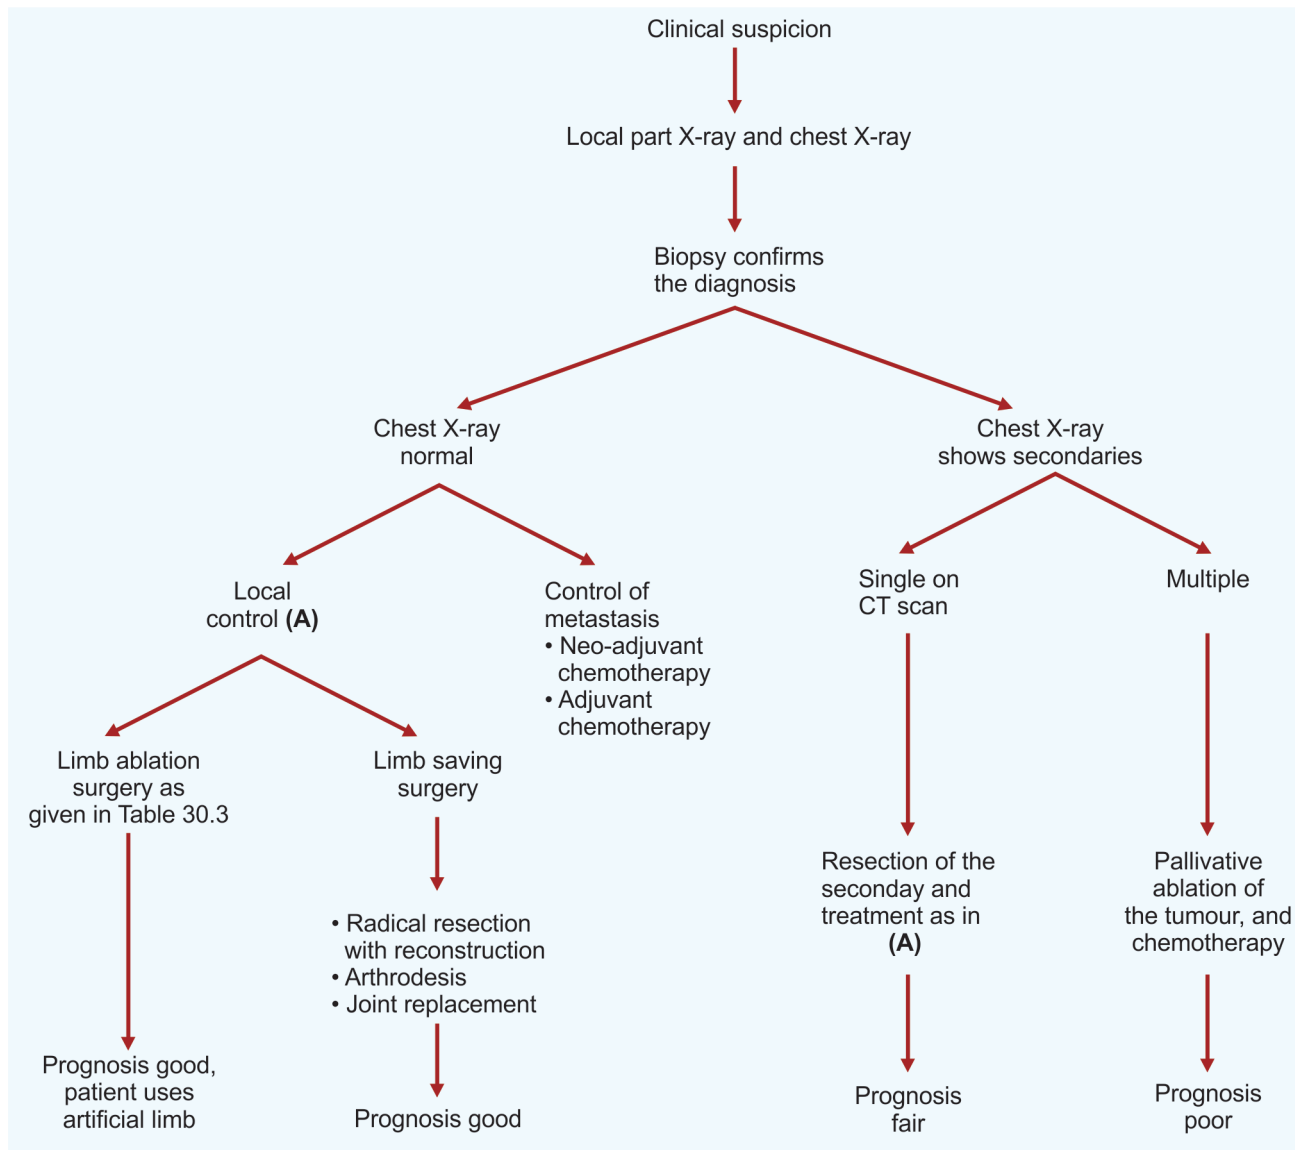 Clinical suspicion
Local part X-ray and chest X-ray
Biopsy confirms
the diagnosis
Chest X-ray
normal
Chest X-ray
shows secondaries
Local
control (A)
Control of
metastasis
• Neo-adjuvant
chemotherapy
• Adjuvant
chemotherapy
Single on
CT scan
Multiple
Limb ablation
surgery as
given in Table 30.3
Limb saving
surgery
• Radical resection
with reconstruction
• Arthrodesis
• Joint replacement
Resection of the
seconday and
treatment as in
(A)
Pallivative
ablation of
the tumour, and
chemotherapy
Prognosis good,
patient uses
artificial limb
Prognosis good
Prognosis
fair
Prognosis
poor